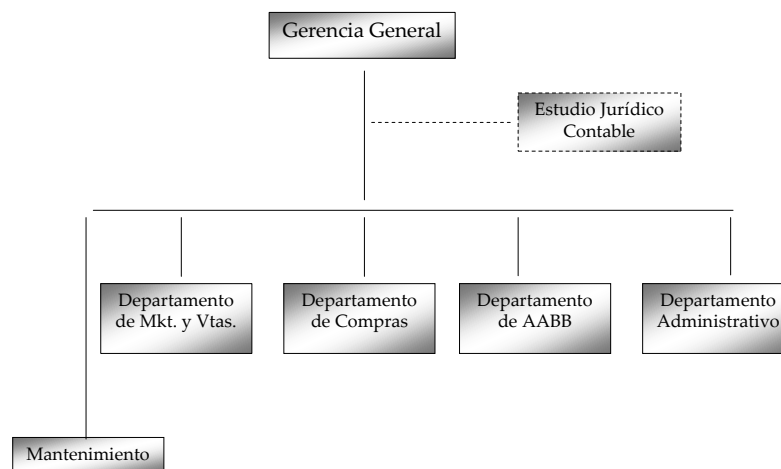 Gerencia General
Estudio Jurídico
Contable
Departamento
de Mkt. y Vtas.
Departamento
de Compras
Departamento
de AABB
Departamento
Administrativo
Mantenimiento